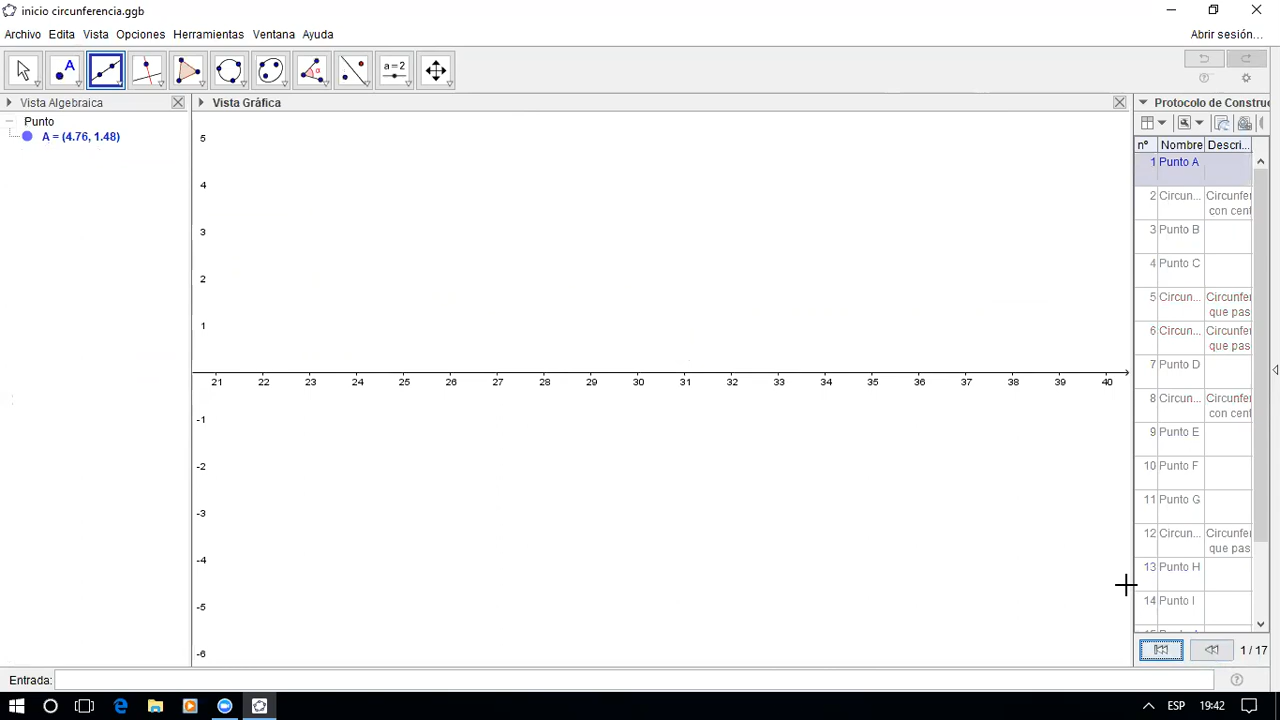 inicio circunferencia.ggb
Archivo Edita Vista Opciones Herramientas Ventana Ayuda
Abrir sesión...
A
α
a = 2
Vista Algebraica
Vista Gráfica
Protocolo de Constru
Punto
A = (4.76, 1.48)
nº Nombre Descri...
1 Punto A
2 Circun... Circunfer
con cent
3 Punto B
4 Punto C
5 Circun... Circunfer
que pas
6 Circun... Circunfer
que pas
7 Punto D
8 Circun... Circunfer
con cent
9 Punto E
10 Punto F
11 Punto G
12 Circun... Circunfer
que pas
13 Punto H
14 Punto I
5
4
3
2
1
21 22 23 24 25 26 27 28 29 30 31 32 33 34 35 36 37 38 39 40
-1
-2
-3
-4
-5
-6
1 / 17
Entrada:
ESP 19:42